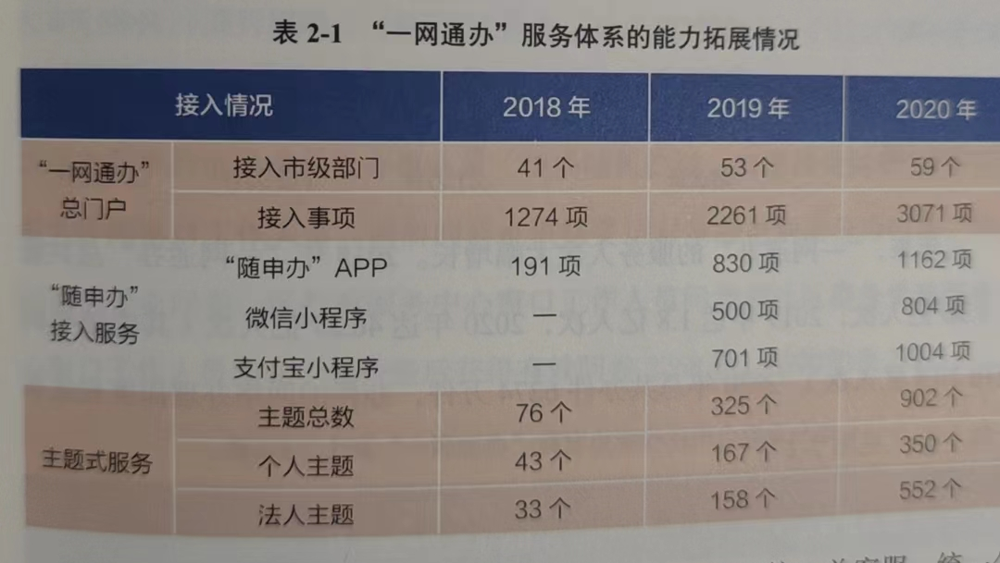 表 2-1 “一网通办”服务体系的能力拓展情况
接入情况 2018 年 2019 年 2020 年
“一网通办”总门户 接入市级部门 41 个 53 个 59 个
接入事项 1274 项 2261 项 3071 项
“随申办”接入服务 “随申办”APP 191 项 830 项 1162 项
微信小程序 — 500 项 804 项
支付宝小程序 — 701 项 1004 项
主题式服务 主题总数 76 个 325 个 902 个
个人主题 43 个 167 个 350 个
法人主题 33 个 158 个 552 个